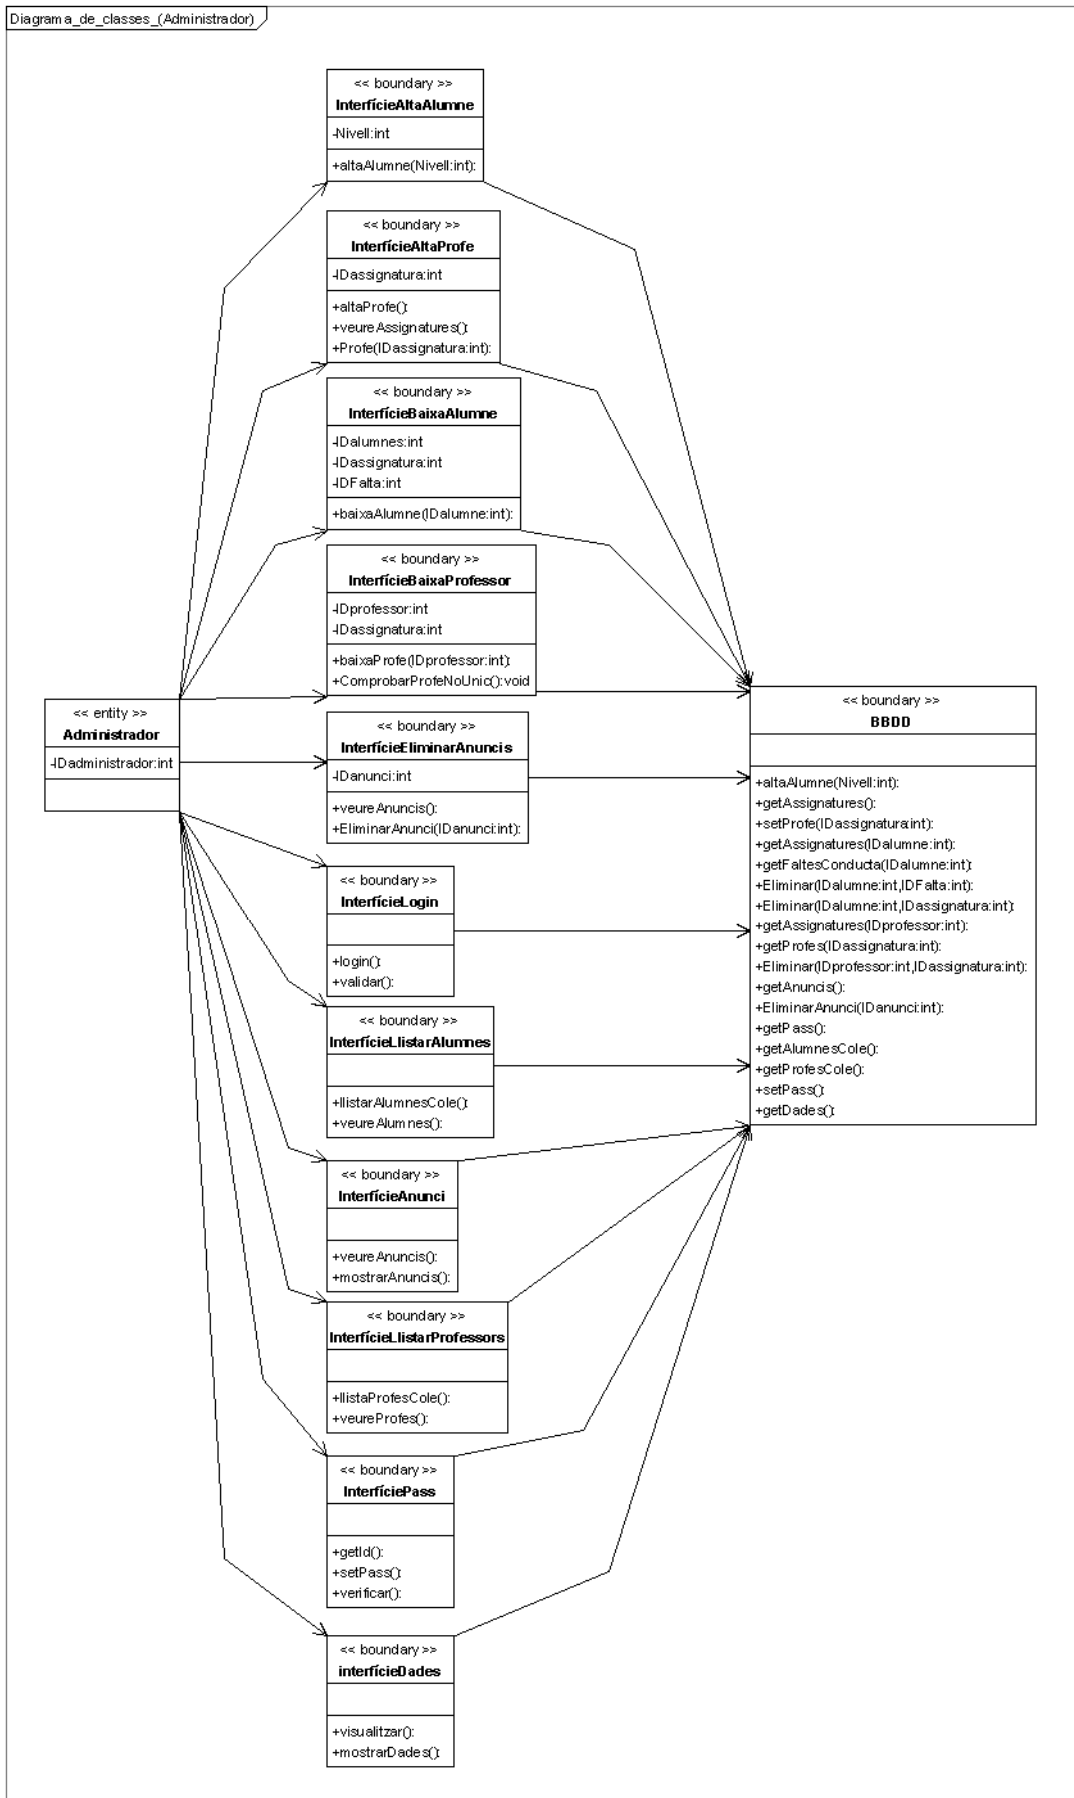 Diagrama_de_classes_(Administrador)
<< boundary >>
InterfícieAltaAlumne
-Nivell:int
+altaAlumne(Nivell:int):
<< boundary >>
InterfícieAltaProfe
-IDassignatura:int
+altaProfe():
+veureAssignatures():
+Profe(IDassignatura:int):
<< boundary >>
InterfícieBaixaAlumne
-IDalumnes:int
-IDassignatura:int
-IDFalta:int
+baixaAlumne(IDalumne:int):
<< boundary >>
InterfícieBaixaProfessor
-IDprofessor:int
-IDassignatura:int
+baixaProfe(IDprofessor:int):
+ComprobarProfeNoUnic():void
<< entity >>
Administrador
-IDadministrador:int
<< boundary >>
InterfícieEliminarAnuncis
-IDanunci:int
+veureAnuncis():
+EliminarAnunci(IDanunci:int):
<< boundary >>
BBDD
+altaAlumne(Nivell:int):
+getAssignatures():
+setProfe(IDassignatura:int):
+getAssignatures(IDalumne:int):
+getFaltesConducta(IDalumne:int):
+Eliminar(IDalumne:int,IDFalta:int):
+Eliminar(IDalumne:int,IDassignatura:int):
+getAssignatures(IDprofessor:int):
+getProfes(IDassignatura:int):
+Eliminar(IDprofessor:int,IDassignatura:int):
+getAnuncis():
+EliminarAnunci(IDanunci:int):
+getPass():
+getAlumnesCole():
+getProfesCole():
+setPass():
+getDades():
<< boundary >>
InterfícieLogin
+login():
+validar():
<< boundary >>
InterfícieLlistarAlumnes
+llistarAlumnesCole():
+veureAlumnes():
<< boundary >>
InterfícieAnunci
+veureAnuncis():
+mostrarAnuncis():
<< boundary >>
InterfícieLlistarProfessors
+llistaProfesCole():
+veureProfes():
<< boundary >>
InterfíciePass
+getId():
+setPass():
+verificar():
<< boundary >>
interfícieDades
+visualitzar():
+mostrarDades():